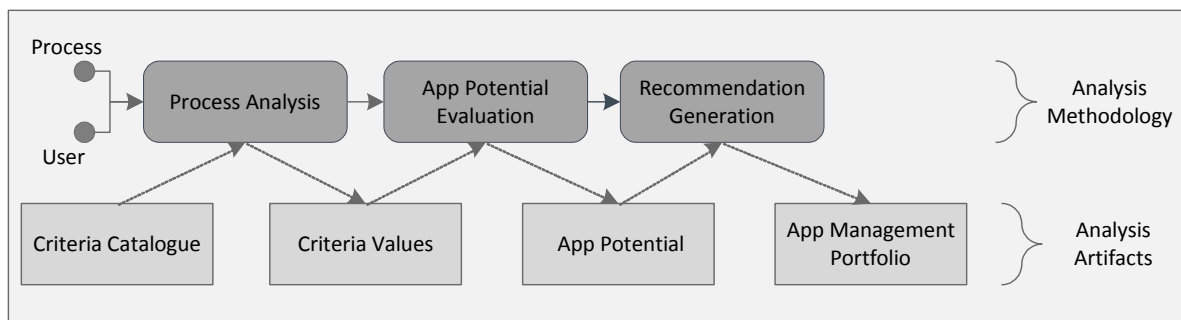 Process
User
Process Analysis
App Potential
Evaluation
Recommendation
Generation
Analysis
Methodology
Criteria Catalogue
Criteria Values
App Potential
App Management
Portfolio
Analysis
Artifacts